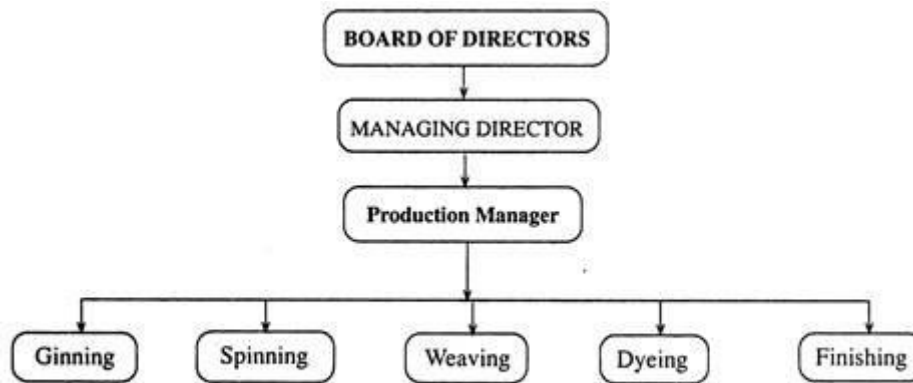 BOARD OF DIRECTORS
MANAGING DIRECTOR
Production Manager
Ginning
Spinning
Weaving
Dyeing
Finishing